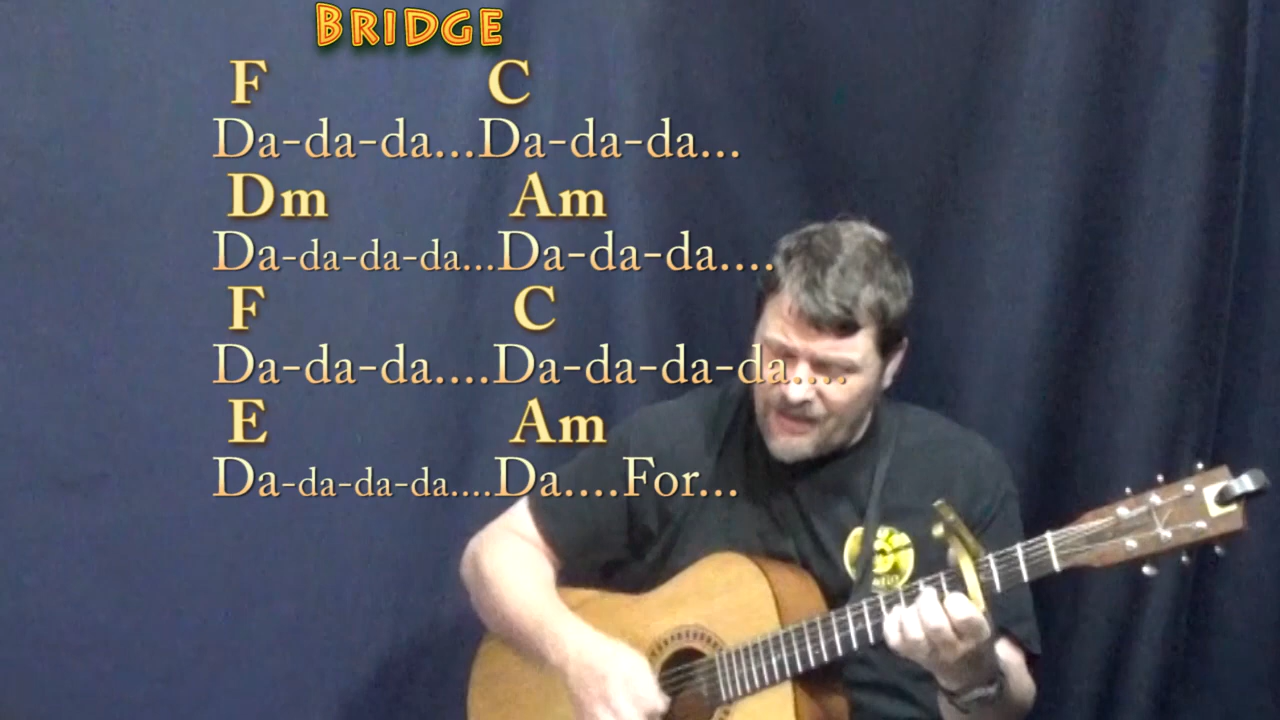 BRIDGE
F C
Da-da-da...Da-da-da...
Dm Am
Da-da-da-da...Da-da-da....
F C
Da-da-da....Da-da-da-da....
E Am
Da-da-da-da....Da....For...